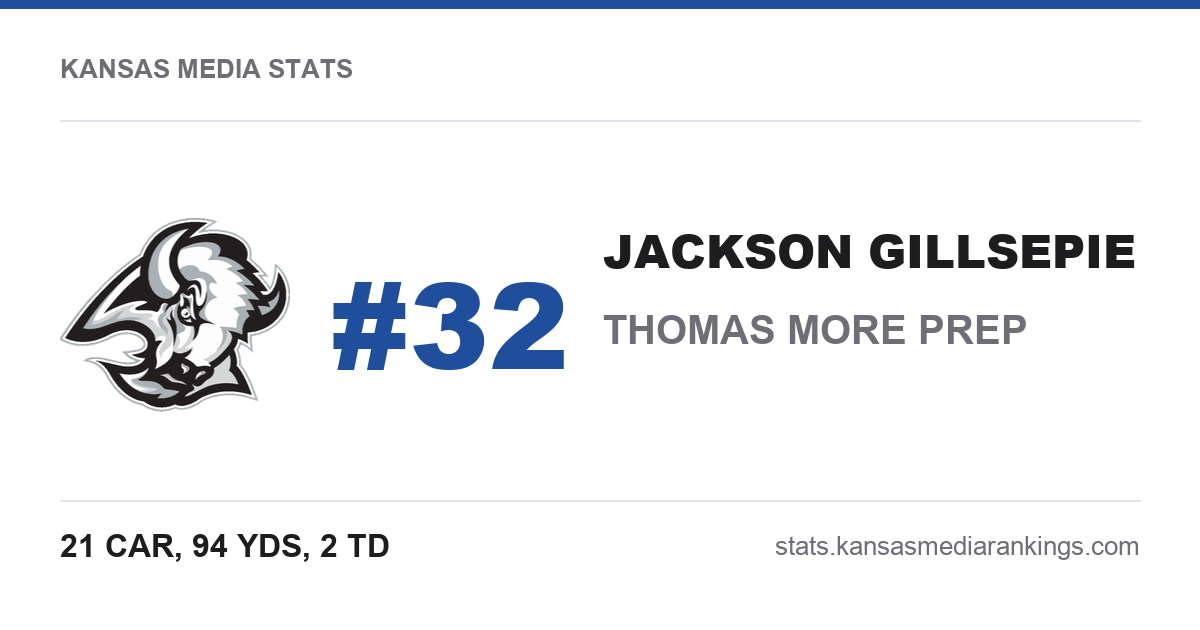 KANSAS MEDIA STATS
#32
JACKSON GILLSEPIE
THOMAS MORE PREP
21 CAR, 94 YDS, 2 TD
stats.kansasmediarankings.com